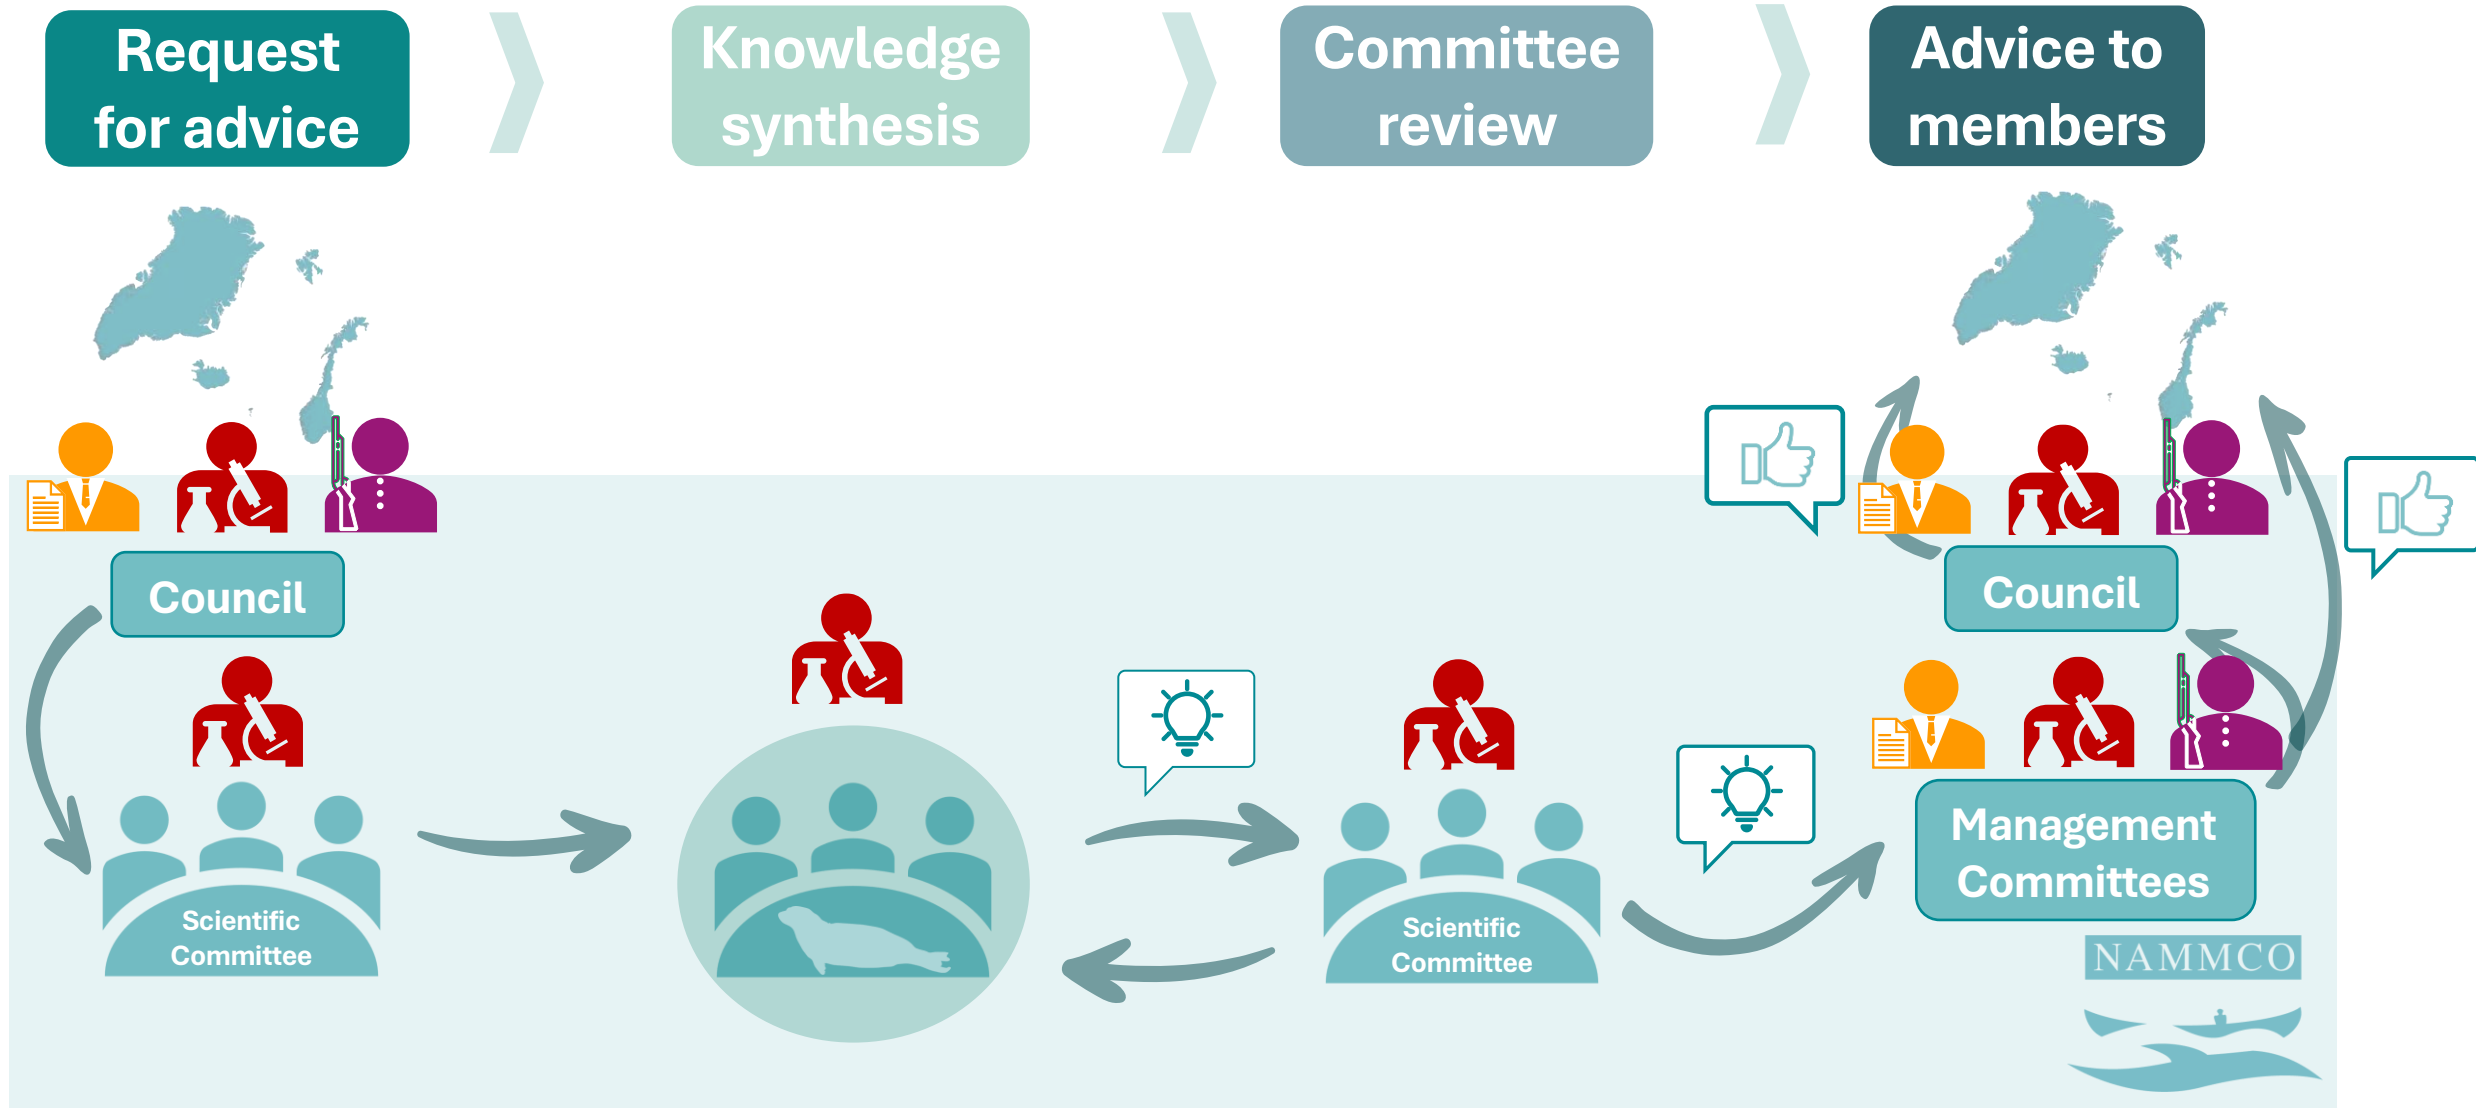 Request
for advice
Knowledge
synthesis
Committee
review
Advice to
members
Council
Scientific
Committee
Scientific
Committee
Council
Management
Committees
NAMMCO